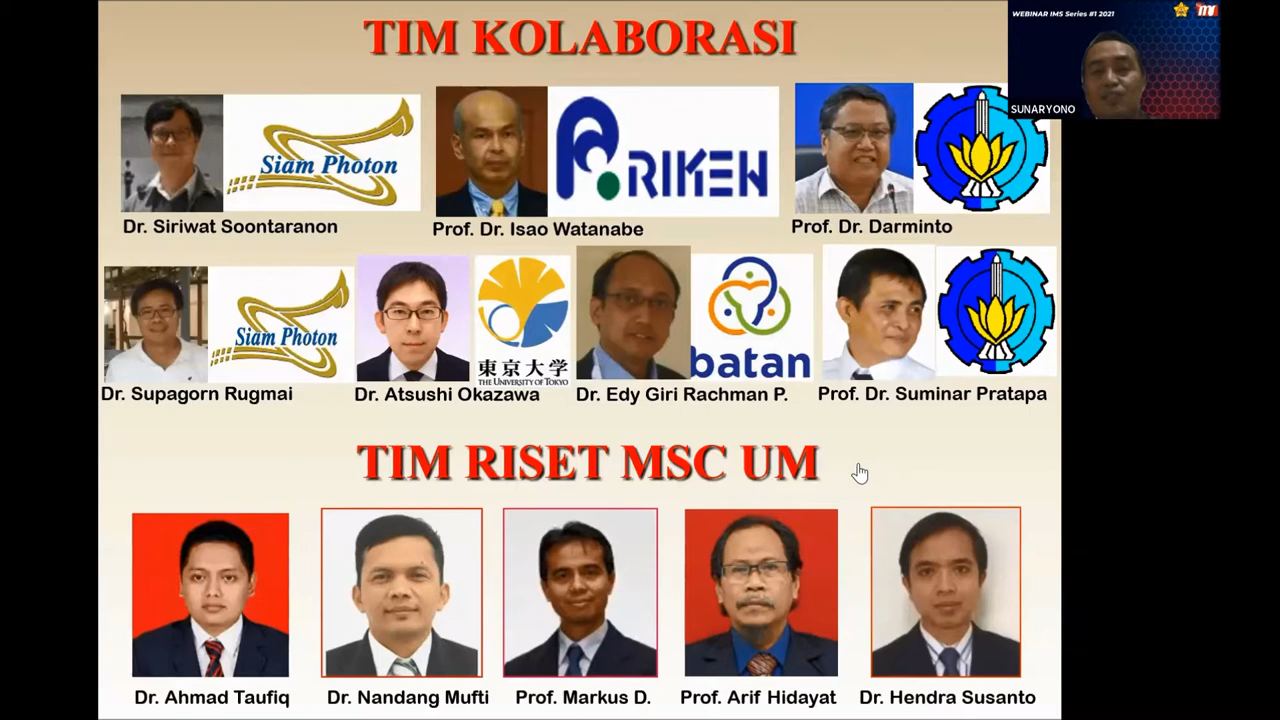 TIM KOLABORASI
WEBINAR IMS Series #1 2021
SUNARYONO
Siam Photon
RIKEN
Dr. Siriwat Soontaranon
Prof. Dr. Isao Watanabe
Prof. Dr. Darminto
Siam Photon
東京大学
THE UNIVERSITY OF TOKYO
batan
Dr. Supagorn Rugmai
Dr. Atsushi Okazawa
Dr. Edy Giri Rachman P.
Prof. Dr. Suminar Pratapa
TIM RISET MSC UM
Dr. Ahmad Taufiq
Dr. Nandang Mufti
Prof. Markus D.
Prof. Arif Hidayat
Dr. Hendra Susanto